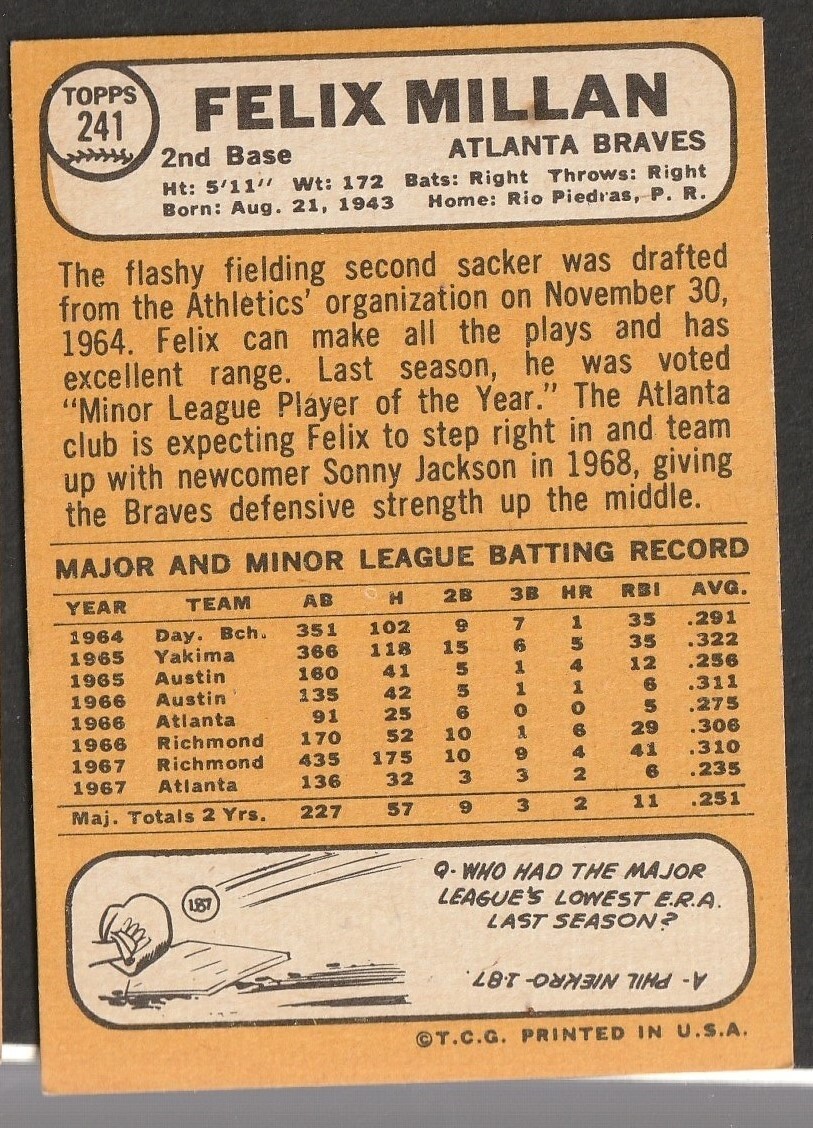 TOPPS
241
FELIX MILLAN
2nd Base ATLANTA BRAVES
Ht: 5'11" Wt: 172 Bats: Right Throws: Right
Born: Aug. 21, 1943 Home: Rio Piedras, P. R.
The flashy fielding second sacker was drafted
from the Athletics' organization on November 30,
1964. Felix can make all the plays and has
excellent range. Last season, he was voted
"Minor League Player of the Year." The Atlanta
club is expecting Felix to step right in and team
up with newcomer Sonny Jackson in 1968, giving
the Braves defensive strength up the middle.
MAJOR AND MINOR LEAGUE BATTING RECORD
YEAR TEAM AB H 2B 3B HR RBI AVG.
1964 Day. Bch. 351 102 9 7 1 35 .291
1965 Yakima 366 118 15 6 5 35 .322
1965 Austin 160 41 5 1 4 12 .256
1966 Austin 135 42 5 1 1 6 .311
1966 Atlanta 91 25 6 0 0 5 .275
1966 Richmond 170 52 10 1 6 29 .306
1967 Richmond 435 175 10 9 4 41 .310
1967 Atlanta 136 32 3 3 2 6 .235
Maj. Totals 2 Yrs. 227 57 9 3 2 11 .251
1.87
Q- WHO HAD THE MAJOR
LEAGUE'S LOWEST E.R.A.
LAST SEASON?
A- PHIL NIEKRO-1.87.
©T.C.G. PRINTED IN U.S.A.